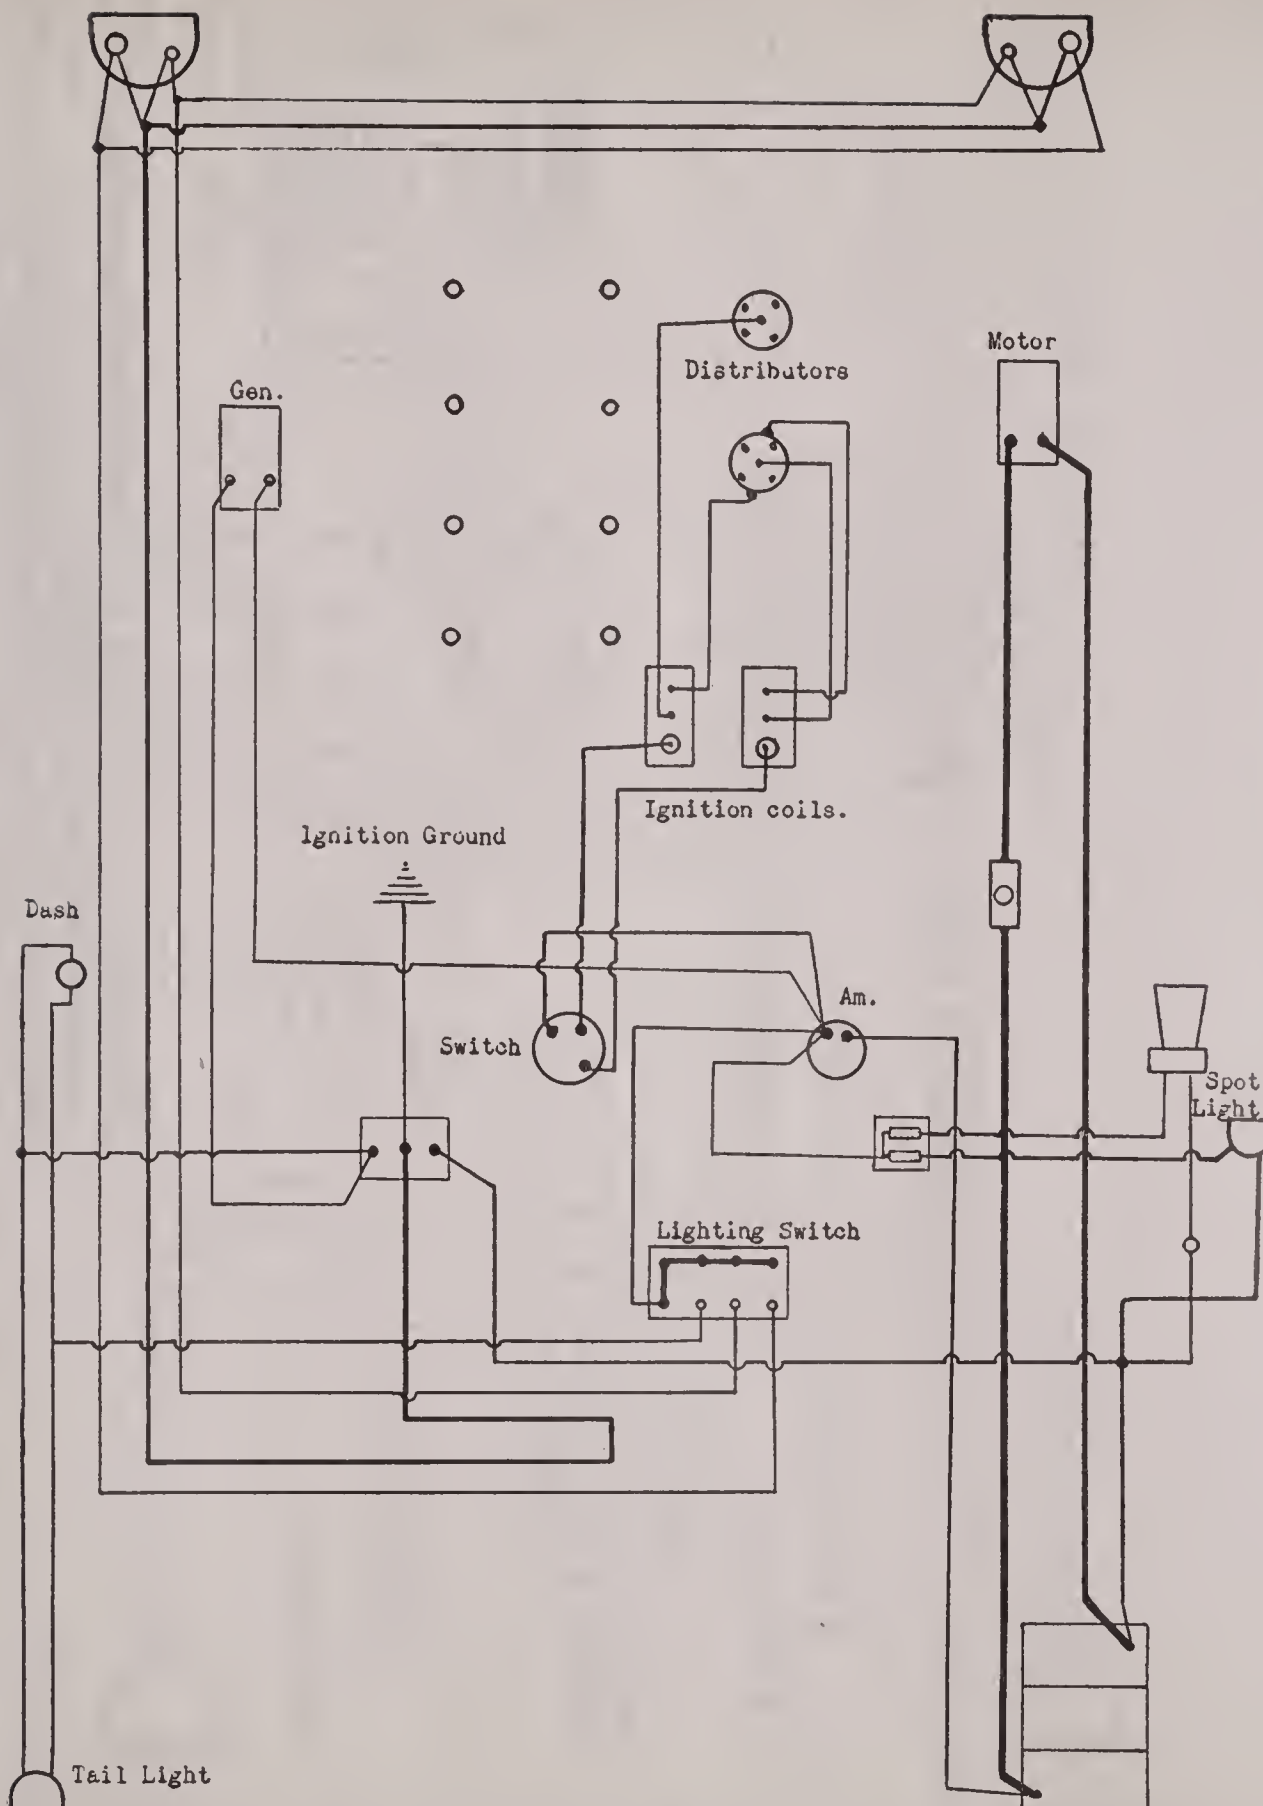 Motor
Distributors
Gen.
Ignition coils.
Ignition Ground
Dash
Am.
Switch
Spot
Light
Lighting Switch
Tail Light